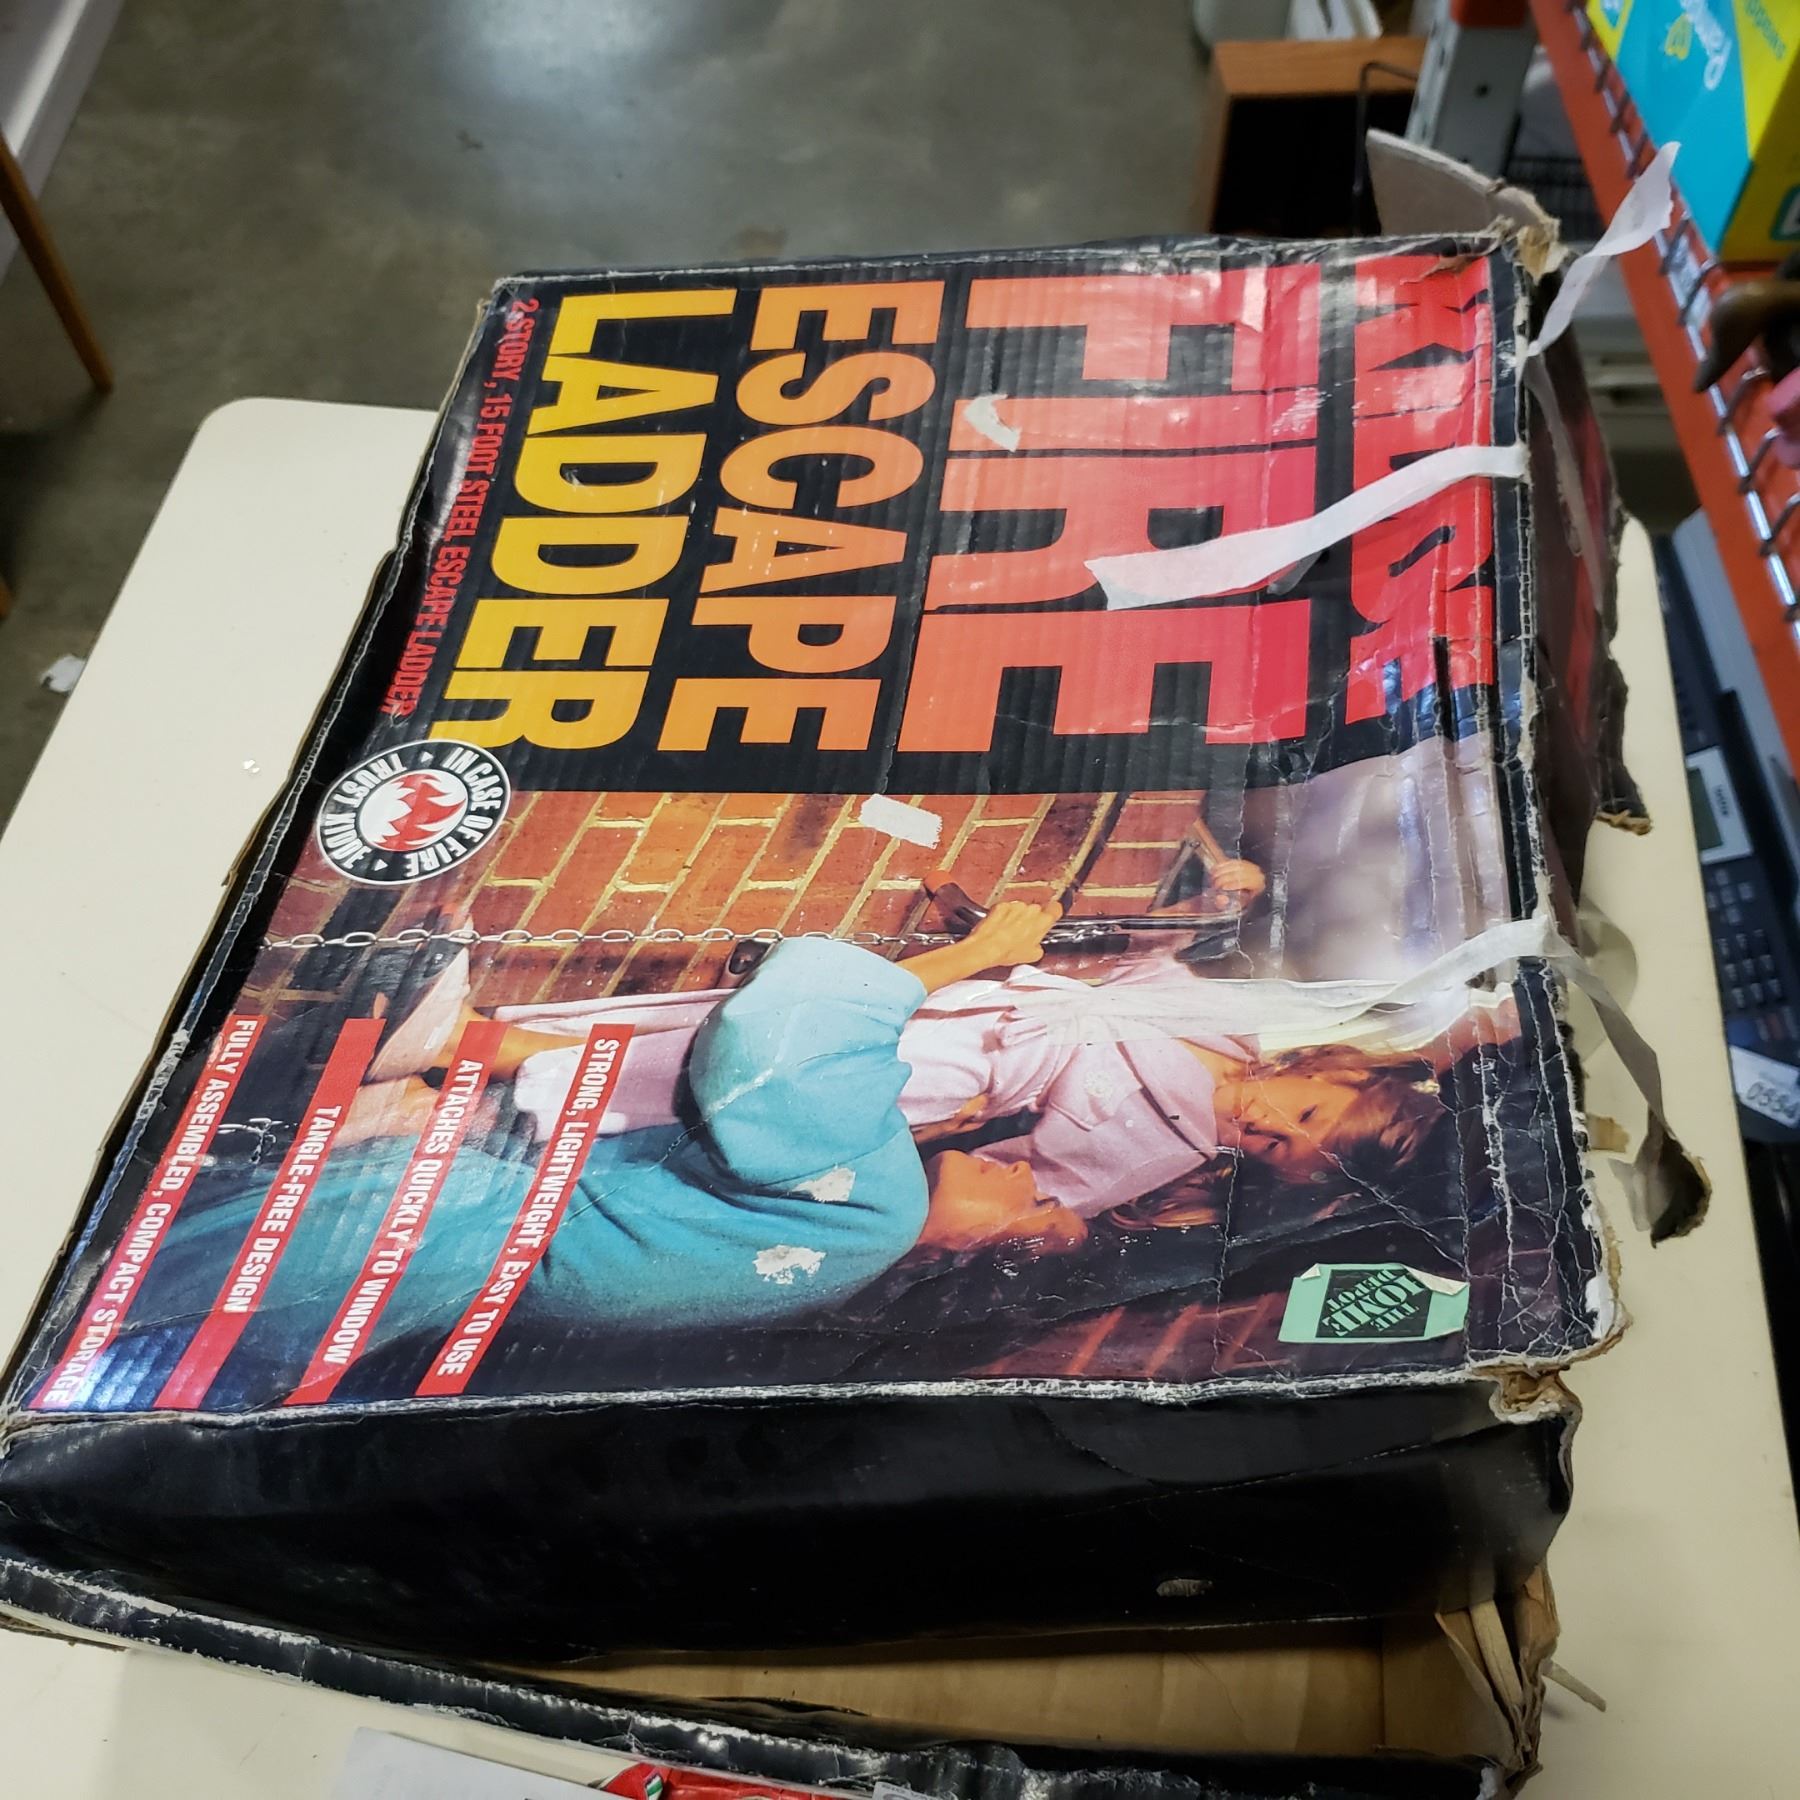 KIDDE
FIRE
ESCAPE
LADDER
2-STORY, 15 FOOT STEEL ESCAPE LADDER
IN CASE OF FIRE
TRUST KIDDE
STRONG, LIGHTWEIGHT, EASY TO USE
ATTACHES QUICKLY TO WINDOW
TANGLE-FREE DESIGN
FULLY ASSEMBLED, COMPACT STORAGE
THE
HOME
DEPOT